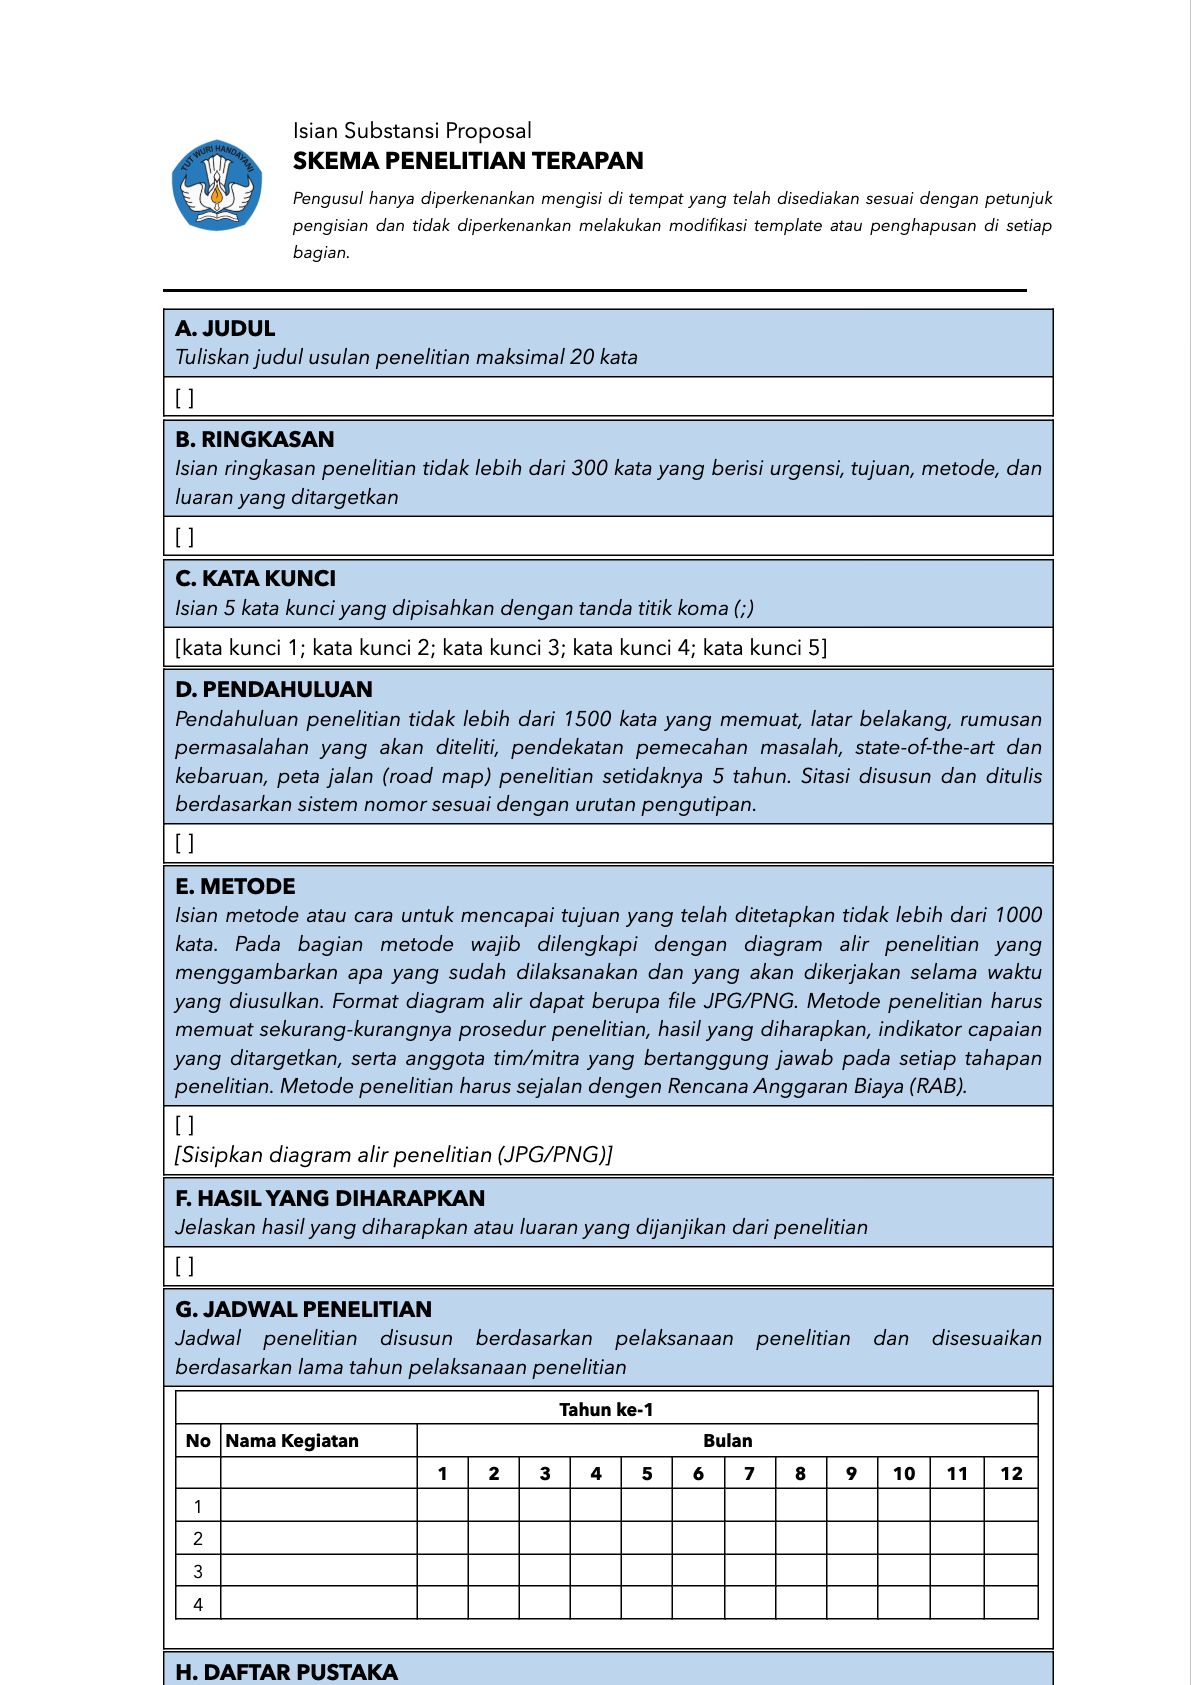 TUT WURI HANDAYANI
Isian Substansi Proposal
SKEMA PENELITIAN TERAPAN
Pengusul hanya diperkenankan mengisi di tempat yang telah disediakan sesuai dengan petunjuk
pengisian dan tidak diperkenankan melakukan modifikasi template atau penghapusan di setiap
bagian.
A. JUDUL
Tuliskan judul usulan penelitian maksimal 20 kata
[ ]
B. RINGKASAN
Isian ringkasan penelitian tidak lebih dari 300 kata yang berisi urgensi, tujuan, metode, dan
luaran yang ditargetkan
[ ]
C. KATA KUNCI
Isian 5 kata kunci yang dipisahkan dengan tanda titik koma (;)
[kata kunci 1; kata kunci 2; kata kunci 3; kata kunci 4; kata kunci 5]
D. PENDAHULUAN
Pendahuluan penelitian tidak lebih dari 1500 kata yang memuat, latar belakang, rumusan
permasalahan yang akan diteliti, pendekatan pemecahan masalah, state-of-the-art dan
kebaruan, peta jalan (road map) penelitian setidaknya 5 tahun. Sitasi disusun dan ditulis
berdasarkan sistem nomor sesuai dengan urutan pengutipan.
[ ]
E. METODE
Isian metode atau cara untuk mencapai tujuan yang telah ditetapkan tidak lebih dari 1000
kata. Pada bagian metode wajib dilengkapi dengan diagram alir penelitian yang
menggambarkan apa yang sudah dilaksanakan dan yang akan dikerjakan selama waktu
yang diusulkan. Format diagram alir dapat berupa file JPG/PNG. Metode penelitian harus
memuat sekurang-kurangnya prosedur penelitian, hasil yang diharapkan, indikator capaian
yang ditargetkan, serta anggota tim/mitra yang bertanggung jawab pada setiap tahapan
penelitian. Metode penelitian harus sejalan dengen Rencana Anggaran Biaya (RAB).
[ ]
[Sisipkan diagram alir penelitian (JPG/PNG)]
F. HASIL YANG DIHARAPKAN
Jelaskan hasil yang diharapkan atau luaran yang dijanjikan dari penelitian
[ ]
G. JADWAL PENELITIAN
Jadwal penelitian disusun berdasarkan pelaksanaan penelitian dan disesuaikan
berdasarkan lama tahun pelaksanaan penelitian
Tahun ke-1
No Nama Kegiatan Bulan
1 2 3 4 5 6 7 8 9 10 11 12
1
2
3
4
H. DAFTAR PUSTAKA